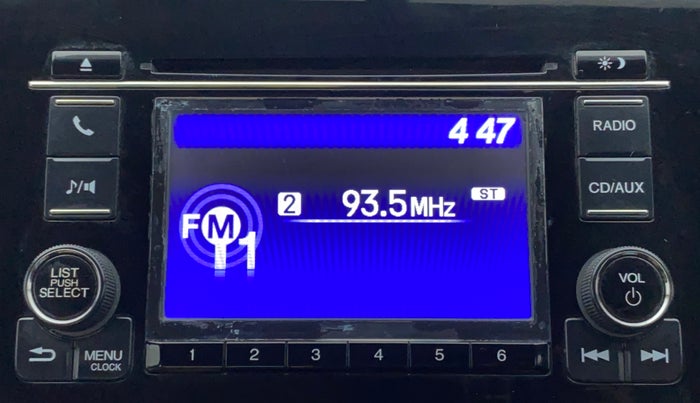 4 47
RADIO
2 93.5MHz ST
CD/AUX
FM1
LIST
PUSH
SELECT
VOL
MENU
CLOCK
1 2 3 4 5 6